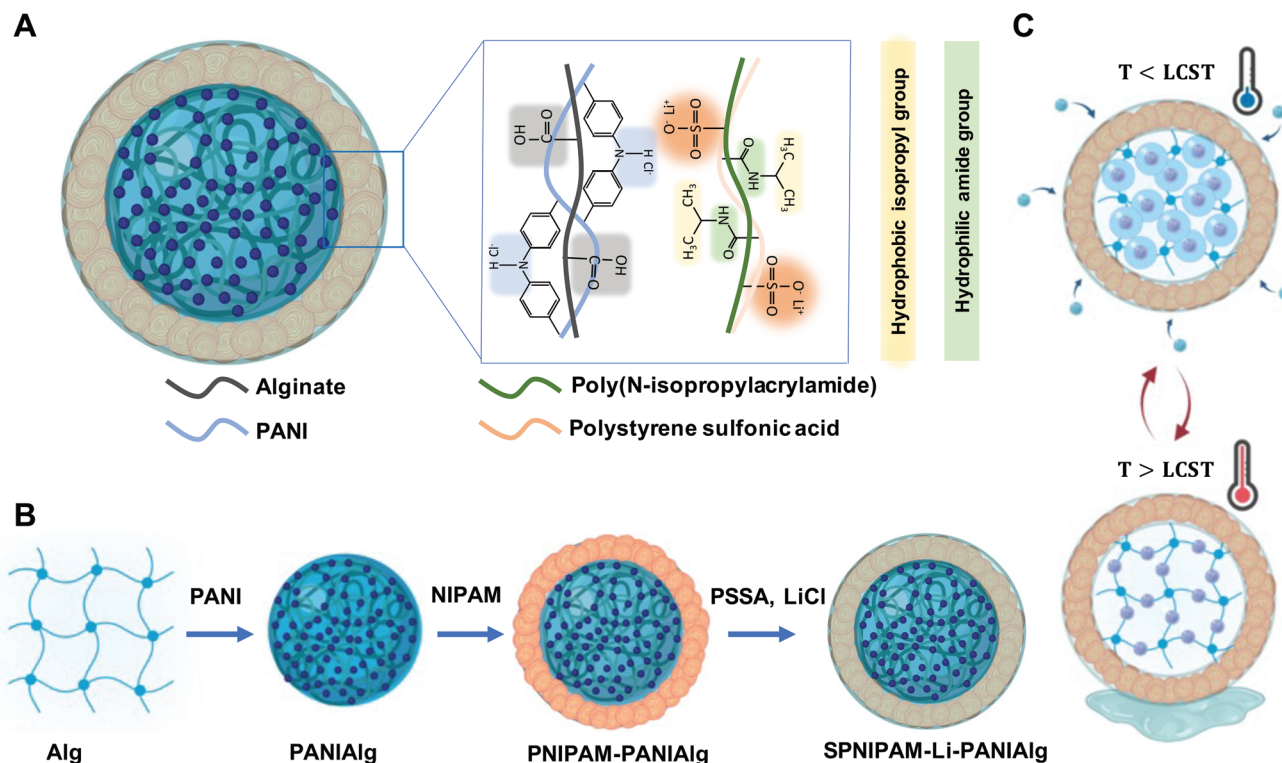 A
C
T < LCST
OH
C
O
N
H Cl⁻
H Cl⁻
N
C
O
OH
O⁻ Li⁺
O
S
O
O
NH
H₃C
CH₃
CH₃
H₃C
NH
O
O
S
O
O⁻ Li⁺
Hydrophobic isopropyl group
Hydrophilic amide group
Alginate
Poly(N-isopropylacrylamide)
PANI
Polystyrene sulfonic acid
T > LCST
B
PANI
NIPAM
PSSA, LiCl
Alg
PANIAlg
PNIPAM-PANIAlg
SPNIPAM-Li-PANIAlg